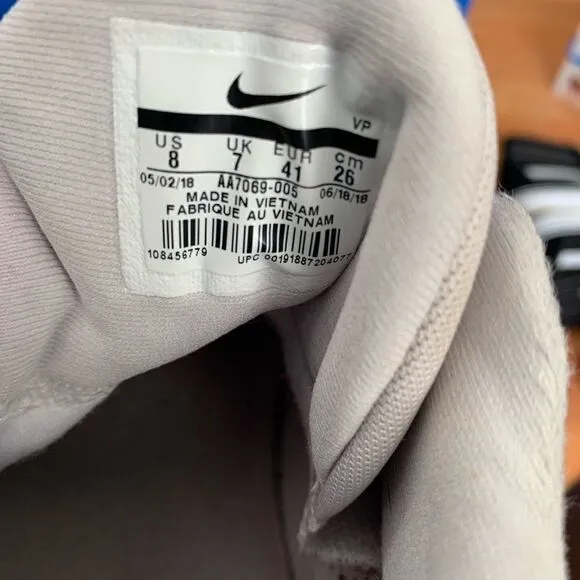 VP
US UK EUR cm
8 7 41 26
05/02/18 AA7069-005 06/18/18
MADE IN VIETNAM
FABRIQUE AU VIETNAM
108456779 UPC 00191887204077